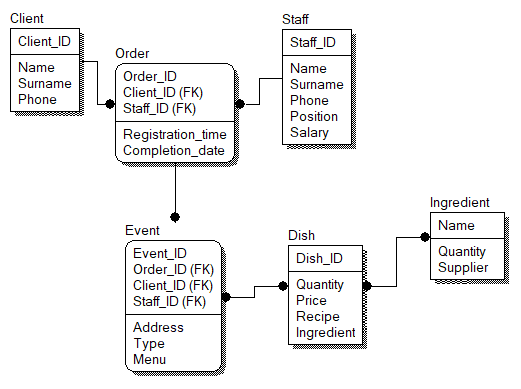 Client
Client_ID
Name
Surname
Phone
Order
Order_ID
Client_ID (FK)
Staff_ID (FK)
Registration_time
Completion_date
Staff
Staff_ID
Name
Surname
Phone
Position
Salary
Event
Event_ID
Order_ID (FK)
Client_ID (FK)
Staff_ID (FK)
Address
Type
Menu
Dish
Dish_ID
Quantity
Price
Recipe
Ingredient
Ingredient
Name
Quantity
Supplier